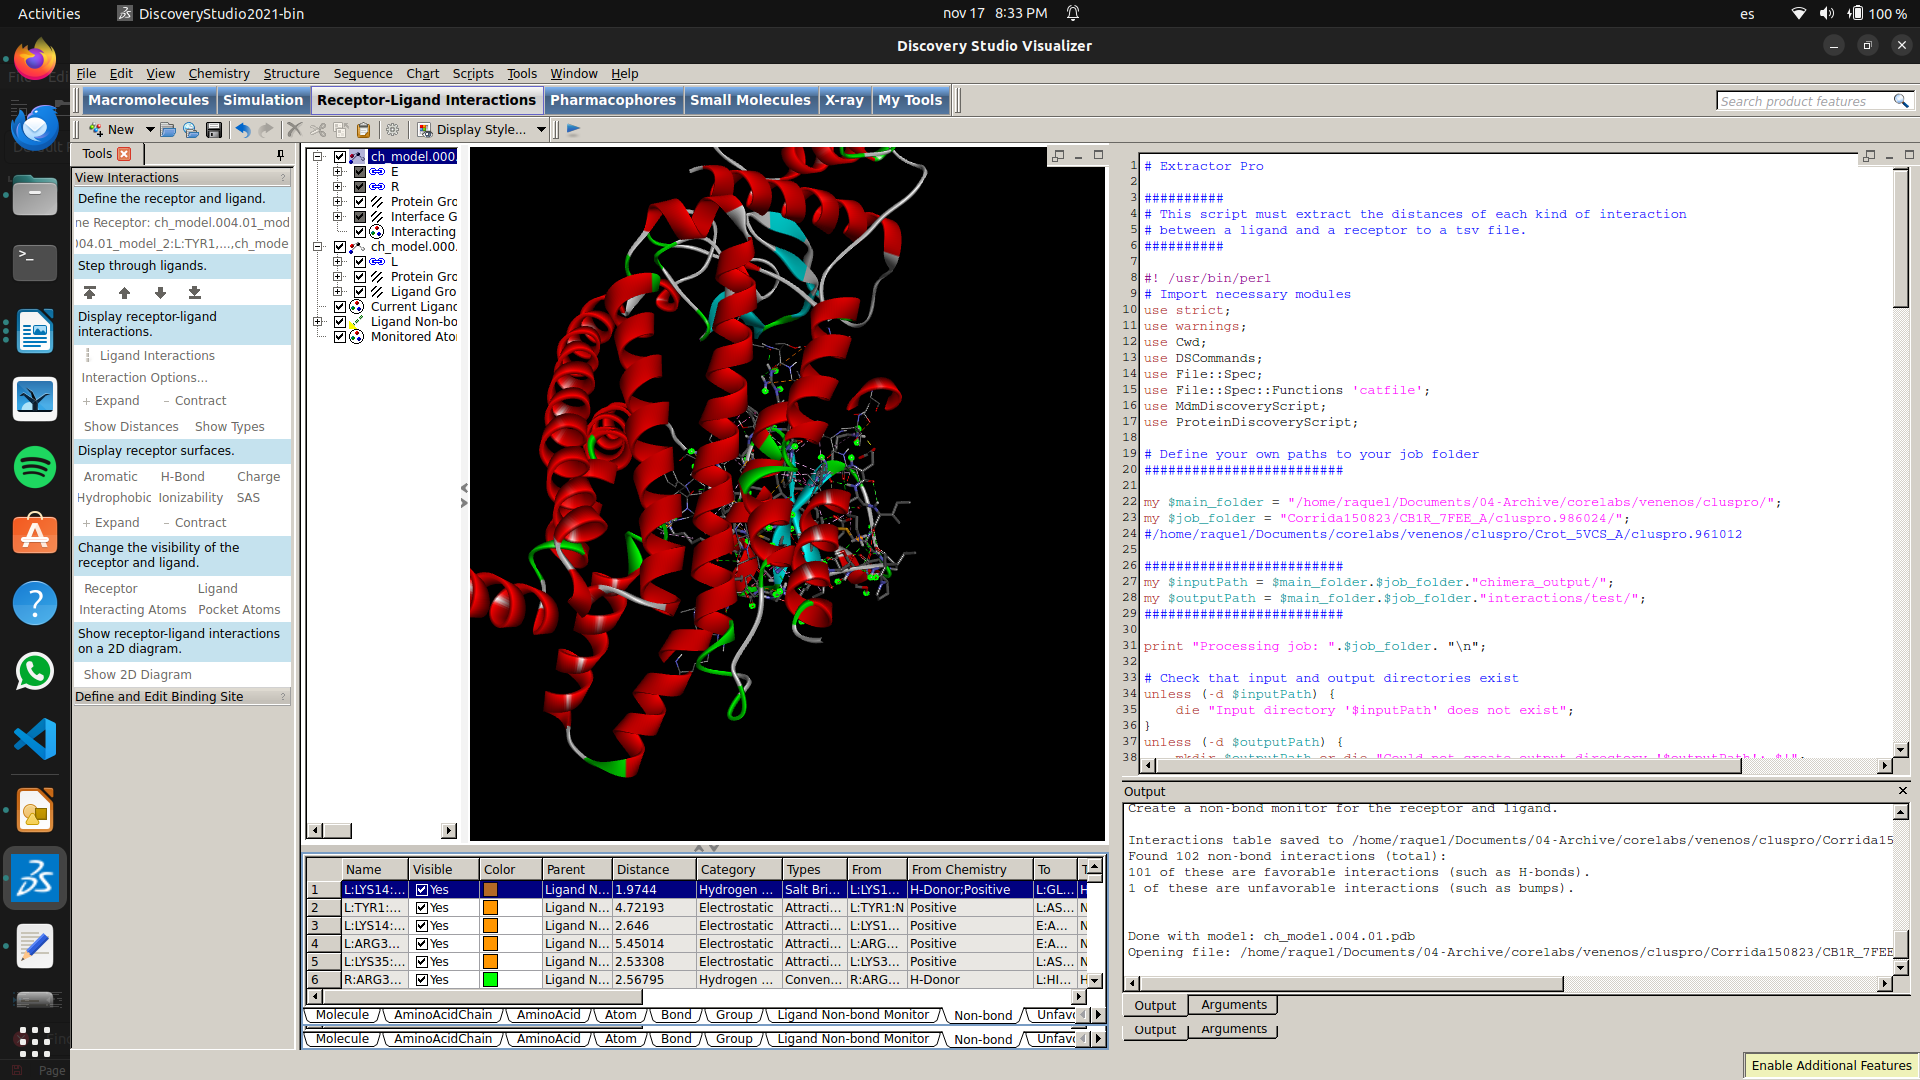 Activities
DiscoveryStudio2021-bin
nov 17 8:33 PM
es
100 %
Discovery Studio Visualizer
File Edit View Chemistry Structure Sequence Chart Scripts Tools Window Help
Macromolecules Simulation Receptor-Ligand Interactions Pharmacophores Small Molecules X-ray My Tools
Search product features
New
Display Style...
Tools
View Interactions
Define the receptor and ligand.
ne Receptor: ch_model.004.01_mod
004.01_model_2:L:TYR1,...,ch_mode
Step through ligands.
Display receptor-ligand
interactions.
Ligand Interactions
Interaction Options...
+ Expand - Contract
Show Distances Show Types
Display receptor surfaces.
Aromatic H-Bond Charge
Hydrophobic Ionizability SAS
+ Expand - Contract
Change the visibility of the
receptor and ligand.
Receptor Ligand
Interacting Atoms Pocket Atoms
Show receptor-ligand interactions
on a 2D diagram.
Show 2D Diagram
Define and Edit Binding Site
Page
ch_model.000.
E
R
Protein Gro
Interface G
Interacting
ch_model.000.
L
Protein Gro
Ligand Gro
Current Ligand
Ligand Non-bo
Monitored Ator
1 # Extractor Pro
2
3 ##########
4 # This script must extract the distances of each kind of interaction
5 # between a ligand and a receptor to a tsv file.
6 ##########
7
8 #! /usr/bin/perl
9 # Import necessary modules
10 use strict;
11 use warnings;
12 use Cwd;
13 use DSCommands;
14 use File::Spec;
15 use File::Spec::Functions 'catfile';
16 use MdmDiscoveryScript;
17 use ProteinDiscoveryScript;
18
19 # Define your own paths to your job folder
20 #########################
21
22 my $main_folder = "/home/raquel/Documents/04-Archive/corelabs/venenos/cluspro/";
23 my $job_folder = "Corrida150823/CB1R_7FEE_A/cluspro.986024/";
24 #/home/raquel/Documents/corelabs/venenos/cluspro/Crot_5VCS_A/cluspro.961012
25
26 #########################
27 my $inputPath = $main_folder.$job_folder."chimera_output/";
28 my $outputPath = $main_folder.$job_folder."interactions/test/";
29 #########################
30
31 print "Processing job: ".$job_folder. "\n";
32
33 # Check that input and output directories exist
34 unless (-d $inputPath) {
35 die "Input directory '$inputPath' does not exist";
36 }
37 unless (-d $outputPath) {
38 mkdir $outputPath or die "Could not create output directory '$outputPath': $!";
Output
Create a non-bond monitor for the receptor and ligand.
Interactions table saved to /home/raquel/Documents/04-Archive/corelabs/venenos/cluspro/Corrida15
Found 102 non-bond interactions (total):
101 of these are favorable interactions (such as H-bonds).
1 of these are unfavorable interactions (such as bumps).
Done with model: ch_model.004.01.pdb
Opening file: /home/raquel/Documents/04-Archive/corelabs/venenos/cluspro/Corrida150823/CB1R_7FEE
Output Arguments
Output Arguments
Name Visible Color Parent Distance Category Types From From Chemistry To T
1 L:LYS14:... Yes Ligand N... 1.9744 Hydrogen ... Salt Bri... L:LYS1... H-Donor;Positive L:GL... H
2 L:TYR1:... Yes Ligand N... 4.72193 Electrostatic Attracti... L:TYR1:N Positive L:AS... N
3 L:LYS14:... Yes Ligand N... 2.646 Electrostatic Attracti... L:LYS1... Positive E:A... N
4 L:ARG3... Yes Ligand N... 5.45014 Electrostatic Attracti... L:ARG... Positive E:A... N
5 L:LYS35:... Yes Ligand N... 2.53308 Electrostatic Attracti... L:LYS3... Positive L:AS... N
6 R:ARG3... Yes Ligand N... 2.56795 Hydrogen ... Conven... R:ARG... H-Donor L:HI... H
Molecule AminoAcidChain AminoAcid Atom Bond Group Ligand Non-bond Monitor Non-bond Unfavo
Molecule AminoAcidChain AminoAcid Atom Bond Group Ligand Non-bond Monitor Non-bond Unfavo
Enable Additional Features